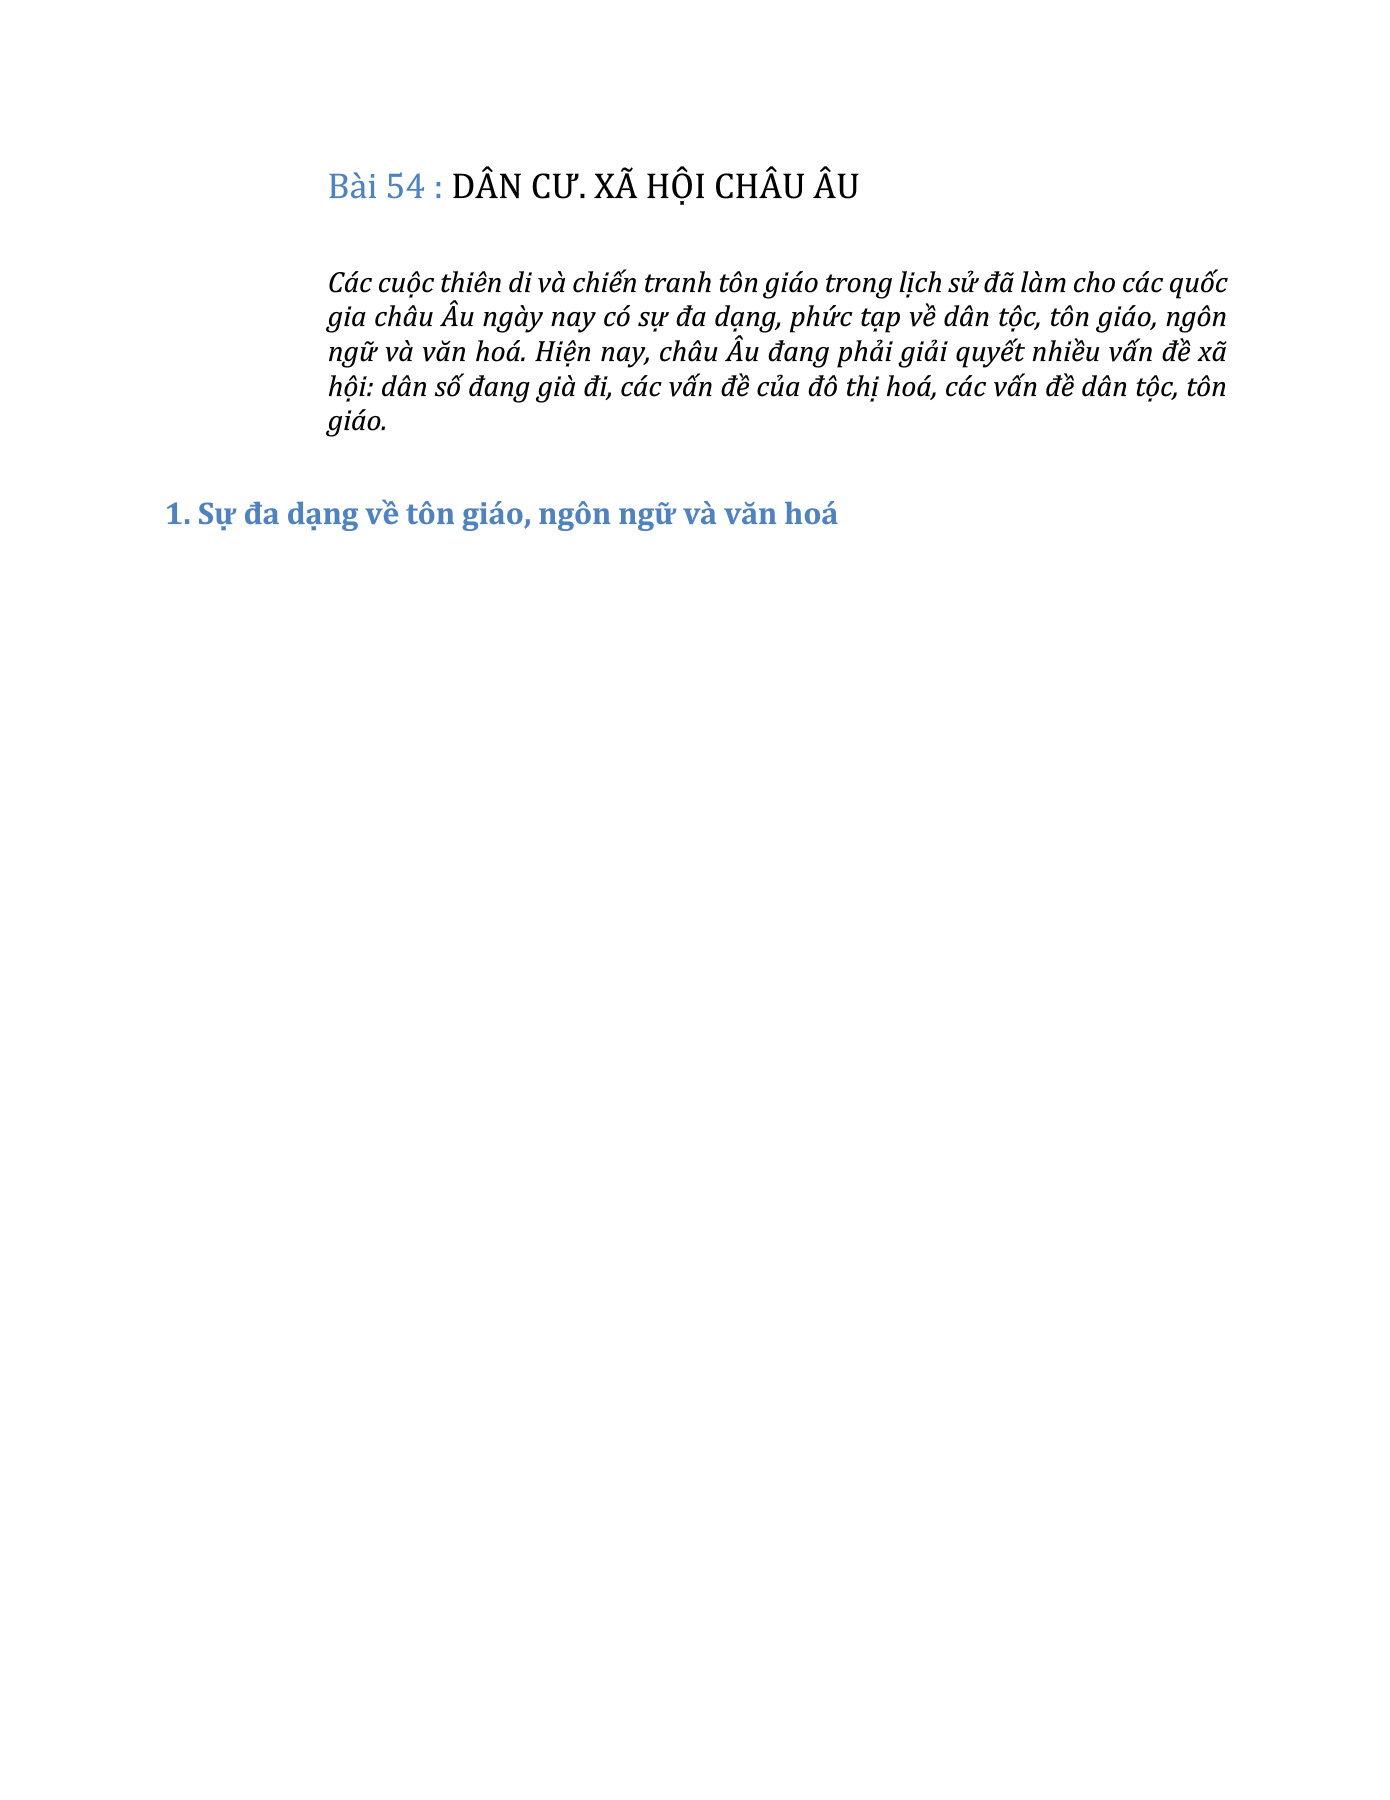 Bài 54 : DÂN CƯ. XÃ HỘI CHÂU ÂU
Các cuộc thiên di và chiến tranh tôn giáo trong lịch sử đã làm cho các quốc
gia châu Âu ngày nay có sự đa dạng, phức tạp về dân tộc, tôn giáo, ngôn
ngữ và văn hoá. Hiện nay, châu Âu đang phải giải quyết nhiều vấn đề xã
hội: dân số đang già đi, các vấn đề của đô thị hoá, các vấn đề dân tộc, tôn
giáo.
1. Sự đa dạng về tôn giáo, ngôn ngữ và văn hoá